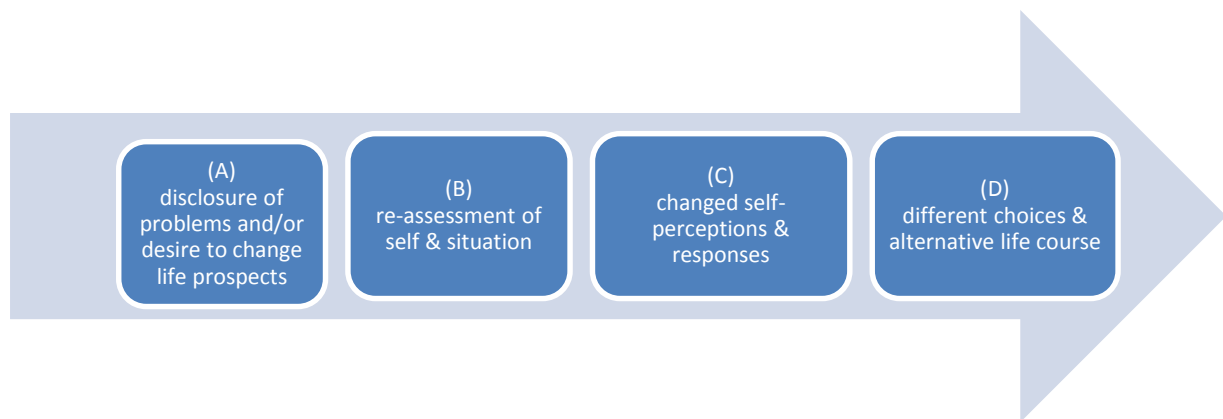 (A)
disclosure of
problems and/or
desire to change
life prospects
(B)
re-assessment of
self & situation
(C)
changed self-
perceptions &
responses
(D)
different choices &
alternative life course